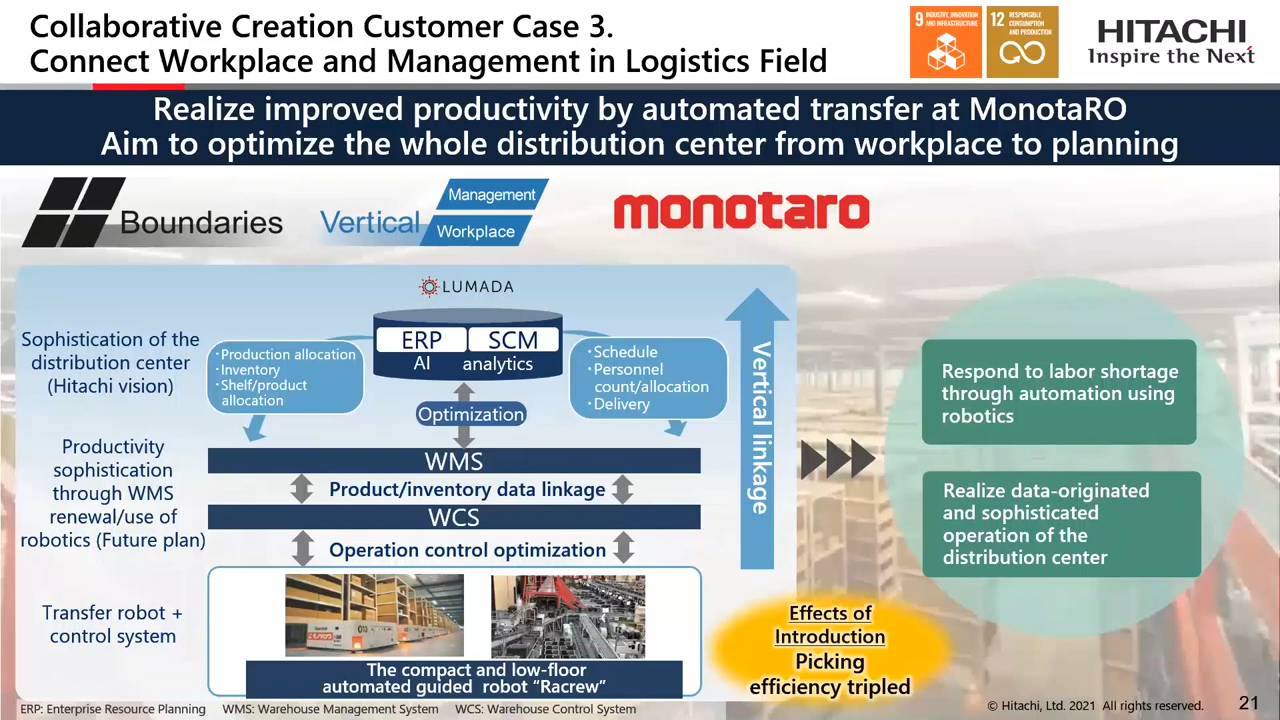 Collaborative Creation Customer Case 3.
Connect Workplace and Management in Logistics Field
9 INDUSTRY, INNOVATION
AND INFRASTRUCTURE
12 RESPONSIBLE
CONSUMPTION
AND PRODUCTION
HITACHI
Inspire the Next
Realize improved productivity by automated transfer at MonotaRO
Aim to optimize the whole distribution center from workplace to planning
Boundaries
Vertical
Management
Workplace
monotaro
LUMADA
Sophistication of the
distribution center
(Hitachi vision)
・Production allocation
・Inventory
・Shelf/product
allocation
ERP
SCM
AI
analytics
・Schedule
・Personnel
count/allocation
・Delivery
Optimization
Productivity
sophistication
through WMS
renewal/use of
robotics (Future plan)
WMS
Product/inventory data linkage
WCS
Operation control optimization
Transfer robot +
control system
The compact and low-floor
automated guided robot “Racrew”
Vertical linkage
Respond to labor shortage
through automation using
robotics
Realize data-originated
and sophisticated
operation of the
distribution center
Effects of
Introduction
Picking
efficiency tripled
ERP: Enterprise Resource Planning WMS: Warehouse Management System WCS: Warehouse Control System
© Hitachi, Ltd. 2021 All rights reserved.
21